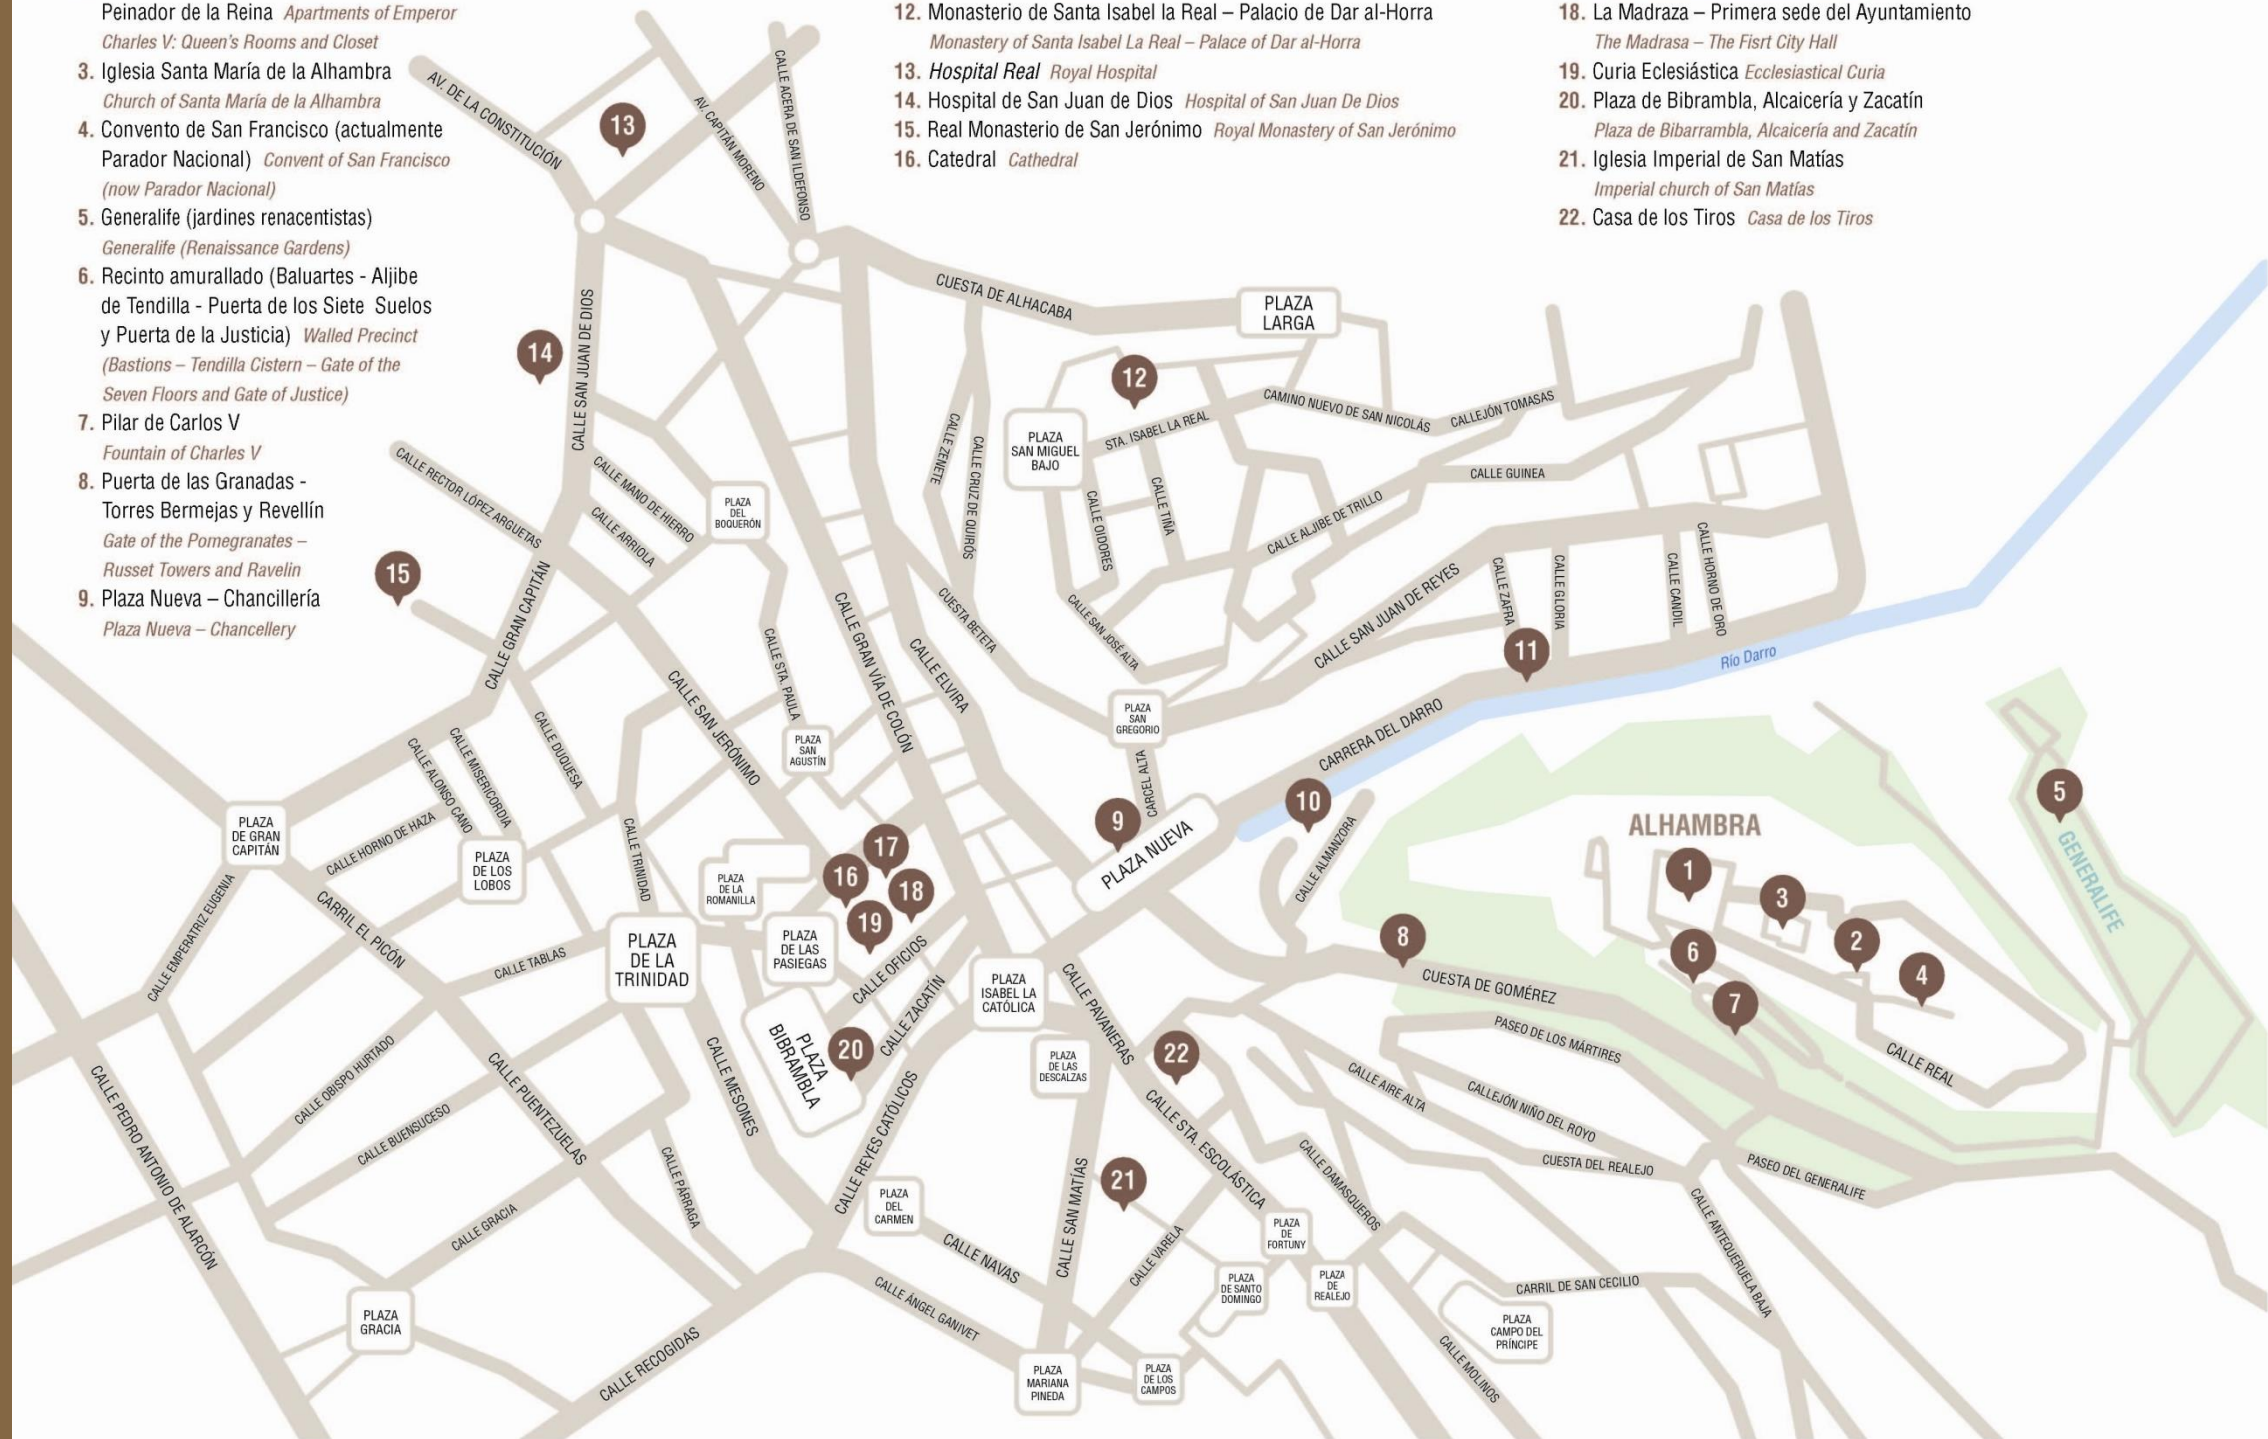 Peinador de la Reina Apartments of Emperor
Charles V: Queen's Rooms and Closet
3. Iglesia Santa María de la Alhambra
Church of Santa María de la Alhambra
4. Convento de San Francisco (actualmente
Parador Nacional) Convent of San Francisco
(now Parador Nacional)
5. Generalife (jardines renacentistas)
Generalife (Renaissance Gardens)
6. Recinto amurallado (Baluartes - Aljibe
de Tendilla - Puerta de los Siete Suelos
y Puerta de la Justicia) Walled Precinct
(Bastions – Tendilla Cistern – Gate of the
Seven Floors and Gate of Justice)
7. Pilar de Carlos V
Fountain of Charles V
8. Puerta de las Granadas -
Torres Bermejas y Revellín
Gate of the Pomegranates –
Russet Towers and Ravelin
9. Plaza Nueva – Chancillería
Plaza Nueva – Chancellery
12. Monasterio de Santa Isabel la Real – Palacio de Dar al-Horra
Monastery of Santa Isabel La Real – Palace of Dar al-Horra
13. Hospital Real Royal Hospital
14. Hospital de San Juan de Dios Hospital of San Juan De Dios
15. Real Monasterio de San Jerónimo Royal Monastery of San Jerónimo
16. Catedral Cathedral
18. La Madraza – Primera sede del Ayuntamiento
The Madrasa – The Fisrt City Hall
19. Curia Eclesiástica Ecclesiastical Curia
20. Plaza de Bibrambla, Alcaicería y Zacatín
Plaza de Bibarrambla, Alcaicería and Zacatín
21. Iglesia Imperial de San Matías
Imperial church of San Matías
22. Casa de los Tiros Casa de los Tiros
AV. DE LA CONSTITUCIÓN
13
AV. CAPITÁN MORENO
CALLE ACERA DE SAN ILDEFONSO
CUESTA DE ALHACABA
PLAZA
LARGA
14
CALLE SAN JUAN DE DIOS
12
CAMINO NUEVO DE SAN NICOLÁS
CALLEJÓN TOMASAS
STA. ISABEL LA REAL
PLAZA
SAN MIGUEL
BAJO
CALLE ZENETE
CALLE CRUZ DE QUIRÓS
CALLE OIDORES
CALLE TIÑA
CALLE ALJIBE DE TRILLO
CALLE GUINEA
CALLE RECTOR LÓPEZ ARGUETAS
CALLE MANO DE HIERRO
CALLE ARRIOLA
PLAZA
DEL
BOQUERÓN
15
CALLE GRAN CAPITÁN
CALLE STA. PAULA
CALLE GRAN VÍA DE COLÓN
CALLE ELVIRA
CUESTA BETETA
CALLE SAN JOSÉ ALTA
CALLE SAN JUAN DE REYES
CALLE ZAFRA
CALLE GLORIA
CALLE CANDIL
CALLE HORNO DE ORO
11
Río Darro
CARRERA DEL DARRO
PLAZA
SAN
GREGORIO
CARCEL ALTA
CALLE SAN JERÓNIMO
CALLE DUQUESA
CALLE MISERICORDIA
CALLE ALONSO CANO
PLAZA
SAN
AGUSTÍN
PLAZA
DE GRAN
CAPITÁN
CALLE HORNO DE HAZA
PLAZA
DE LOS
LOBOS
CALLE TRINIDAD
PLAZA
DE LA
ROMANILLA
17
16
18
19
9
PLAZA NUEVA
10
CALLE ALMANZORA
ALHAMBRA
1
3
2
4
6
7
5
GENERALIFE
8
CUESTA DE GOMÉREZ
PASEO DE LOS MÁRTIRES
CALLE REAL
CALLE EMPERATRIZ EUGENIA
CARRIL EL PICÓN
CALLE TABLAS
PLAZA
DE LA
TRINIDAD
PLAZA
DE LAS
PASIEGAS
CALLE OFICIOS
CALLE ZACATÍN
PLAZA
ISABEL LA
CATÓLICA
CALLE PAVANERAS
PLAZA
BIBRAMBLA
20
PLAZA
DE LAS
DESCALZAS
22
CALLE PEDRO ANTONIO DE ALARCÓN
CALLE OBISPO HURTADO
CALLE BUENSUCESO
CALLE PUENTEZUELAS
CALLE MESONES
CALLE REYES CATÓLICOS
CALLE STA. ESCOLÁSTICA
CALLE AIRE ALTA
CALLEJÓN NIÑO DEL ROYO
CUESTA DEL REALEJO
PASEO DEL GENERALIFE
CALLE PÁRRAGA
CALLE GRACIA
PLAZA
DEL
CARMEN
21
CALLE SAN MATÍAS
CALLE DAMASQUEROS
CALLE ANTEQUERUELA BAJA
CALLE NAVAS
CALLE VARELA
PLAZA
DE
FORTUNY
PLAZA
DE SANTO
DOMINGO
PLAZA
DE
REALEJO
CARRIL DE SAN CECILIO
PLAZA
CAMPO DEL
PRÍNCIPE
PLAZA
GRACIA
CALLE ÁNGEL GANIVET
CALLE RECOGIDAS
PLAZA
MARIANA
PINEDA
PLAZA
DE LOS
CAMPOS
CALLE MOLINOS